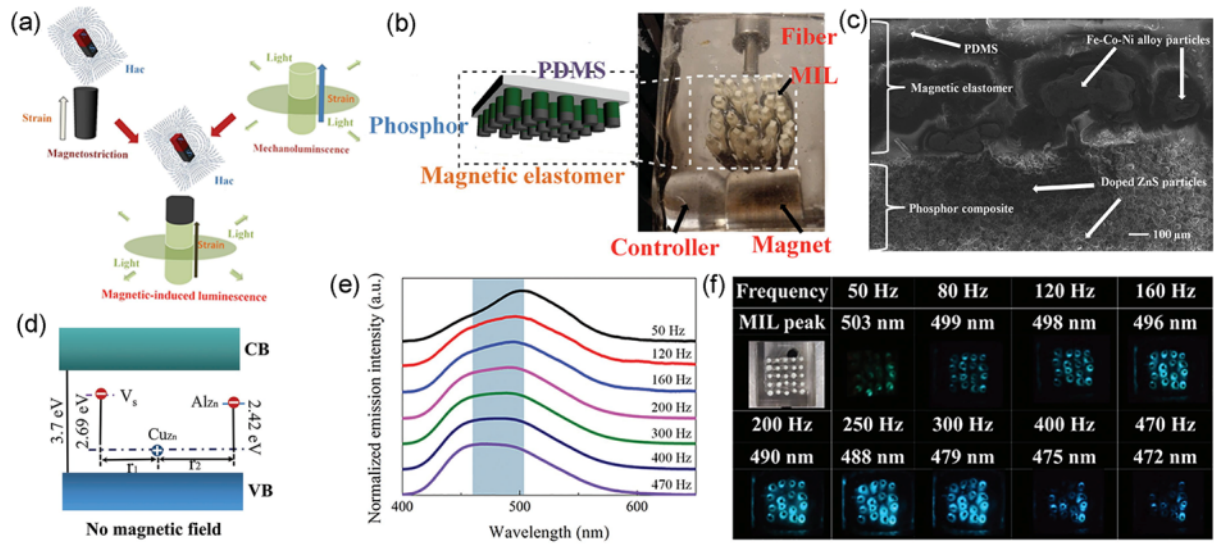 (a)
Hac
Strain
Magnetostriction
Light
Light
Strain
Light
Light
Mechanoluminscence
Hac
Light
Strain
Light
Magnetic-induced luminescence
(b)
PDMS
Phosphor
Magnetic elastomer
Fiber
MIL
Controller
Magnet
(c)
PDMS
Fe-Co-Ni alloy particles
Magnetic elastomer
Doped ZnS particles
Phosphor composite
100 μm
(d)
CB
3.7 eV
2.69 eV
Vs
AlZn
2.42 eV
CuZn
r1
r2
VB
No magnetic field
(e)
Normalized emission intensity (a.u.)
50 Hz
120 Hz
160 Hz
200 Hz
300 Hz
400 Hz
470 Hz
400 500 600
Wavelength (nm)
(f)
Frequency 50 Hz 80 Hz 120 Hz 160 Hz
MIL peak 503 nm 499 nm 498 nm 496 nm
200 Hz 250 Hz 300 Hz 400 Hz 470 Hz
490 nm 488 nm 479 nm 475 nm 472 nm